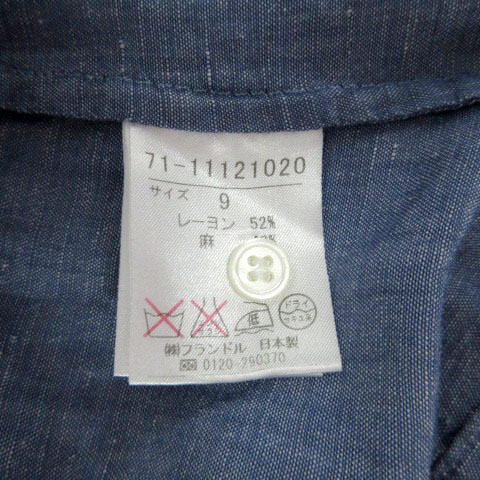 71-11121020
サイズ 9
レーヨン 52%
麻
低
ドライ
㈱フランドル 日本製
0120-290370